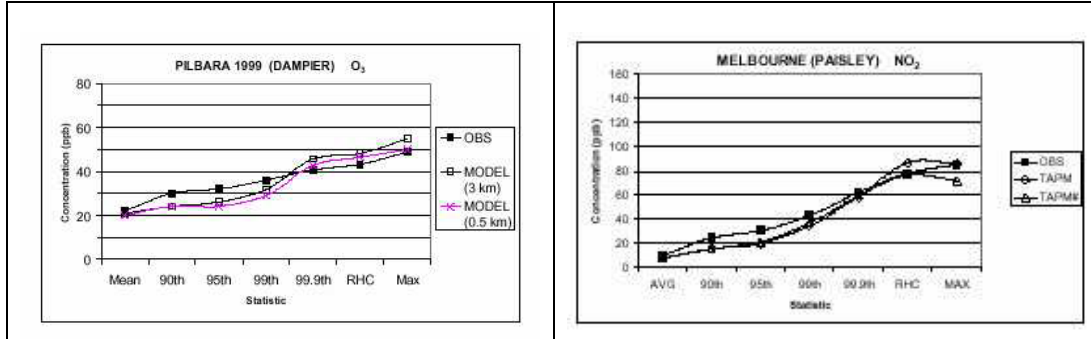 PILBARA 1999 (DAMPIER) O₃
80
60
40
20
0
Concentration (ppb)
Mean 90th 95th 99th 99.9th RHC Max
Statistic
OBS
MODEL
(3 km)
MODEL
(0.5 km)
MELBOURNE (PAISLEY) NO₂
160
140
120
100
80
60
40
20
0
Concentration (ppb)
AVG 90th 95th 99th 99.9th RHC MAX
Statistic
OBS
TAPM
TAPM#